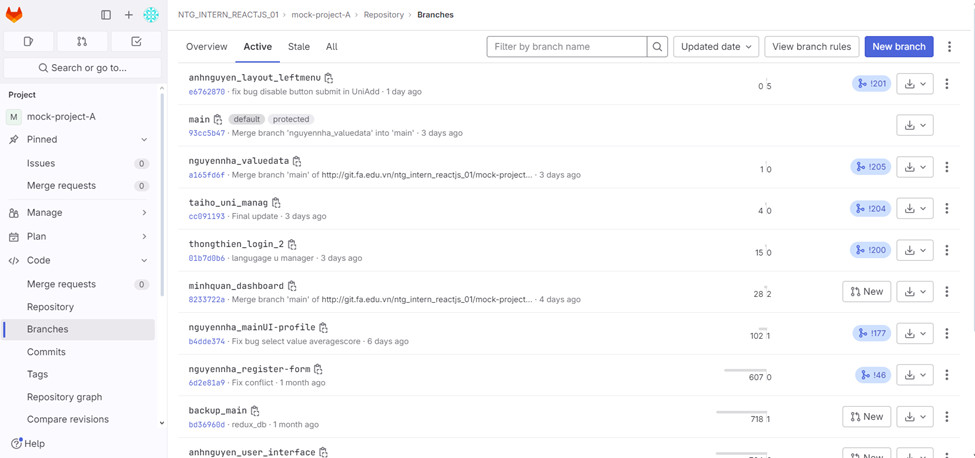 NTG_INTERN_REACTJS_01 › mock-project-A › Repository › Branches
Search or go to...
Project
M mock-project-A
Pinned
Issues 0
Merge requests 0
Manage
Plan
Code
Merge requests 0
Repository
Branches
Commits
Tags
Repository graph
Compare revisions
Help
Overview Active Stale All
Filter by branch name
Updated date
View branch rules
New branch
anhnguyen_layout_leftmenu
e6762870 · fix bug disable button submit in UniAdd · 1 day ago
0 5
!201
main default protected
93cc5b47 · Merge branch 'nguyennha_valuedata' into 'main' · 3 days ago
nguyennha_valuedata
a165fd6f · Merge branch 'main' of http://git.fa.edu.vn/ntg_intern_reactjs_01/mock-project... · 3 days ago
1 0
!205
taiho_uni_manag
cc091193 · Final update · 3 days ago
4 0
!204
thongthien_login_2
01b7d0b6 · langugage u manager · 3 days ago
15 0
!200
minhquan_dashboard
8233722a · Merge branch 'main' of http://git.fa.edu.vn/ntg_intern_reactjs_01/mock-project... · 4 days ago
28 2
New
nguyennha_mainUI-profile
b4dde374 · Fix bug select value averagescore · 6 days ago
102 1
!177
nguyennha_register-form
6d2e81a9 · Fix conflict · 1 month ago
607 0
!46
backup_main
bd36960d · redux_db · 1 month ago
718 1
New
anhnguyen_user_interface
New